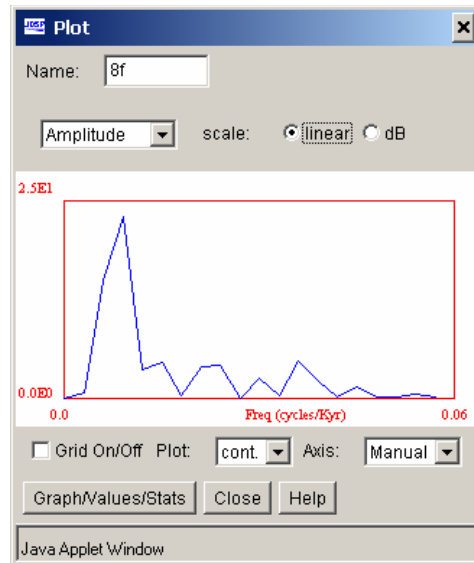 JDSP Plot
Name: 8f
Amplitude scale: linear dB
2.5E1
0.0E0
0.0 Freq (cycles/Kyr) 0.06
Grid On/Off Plot: cont. Axis: Manual
Graph/Values/Stats Close Help
Java Applet Window